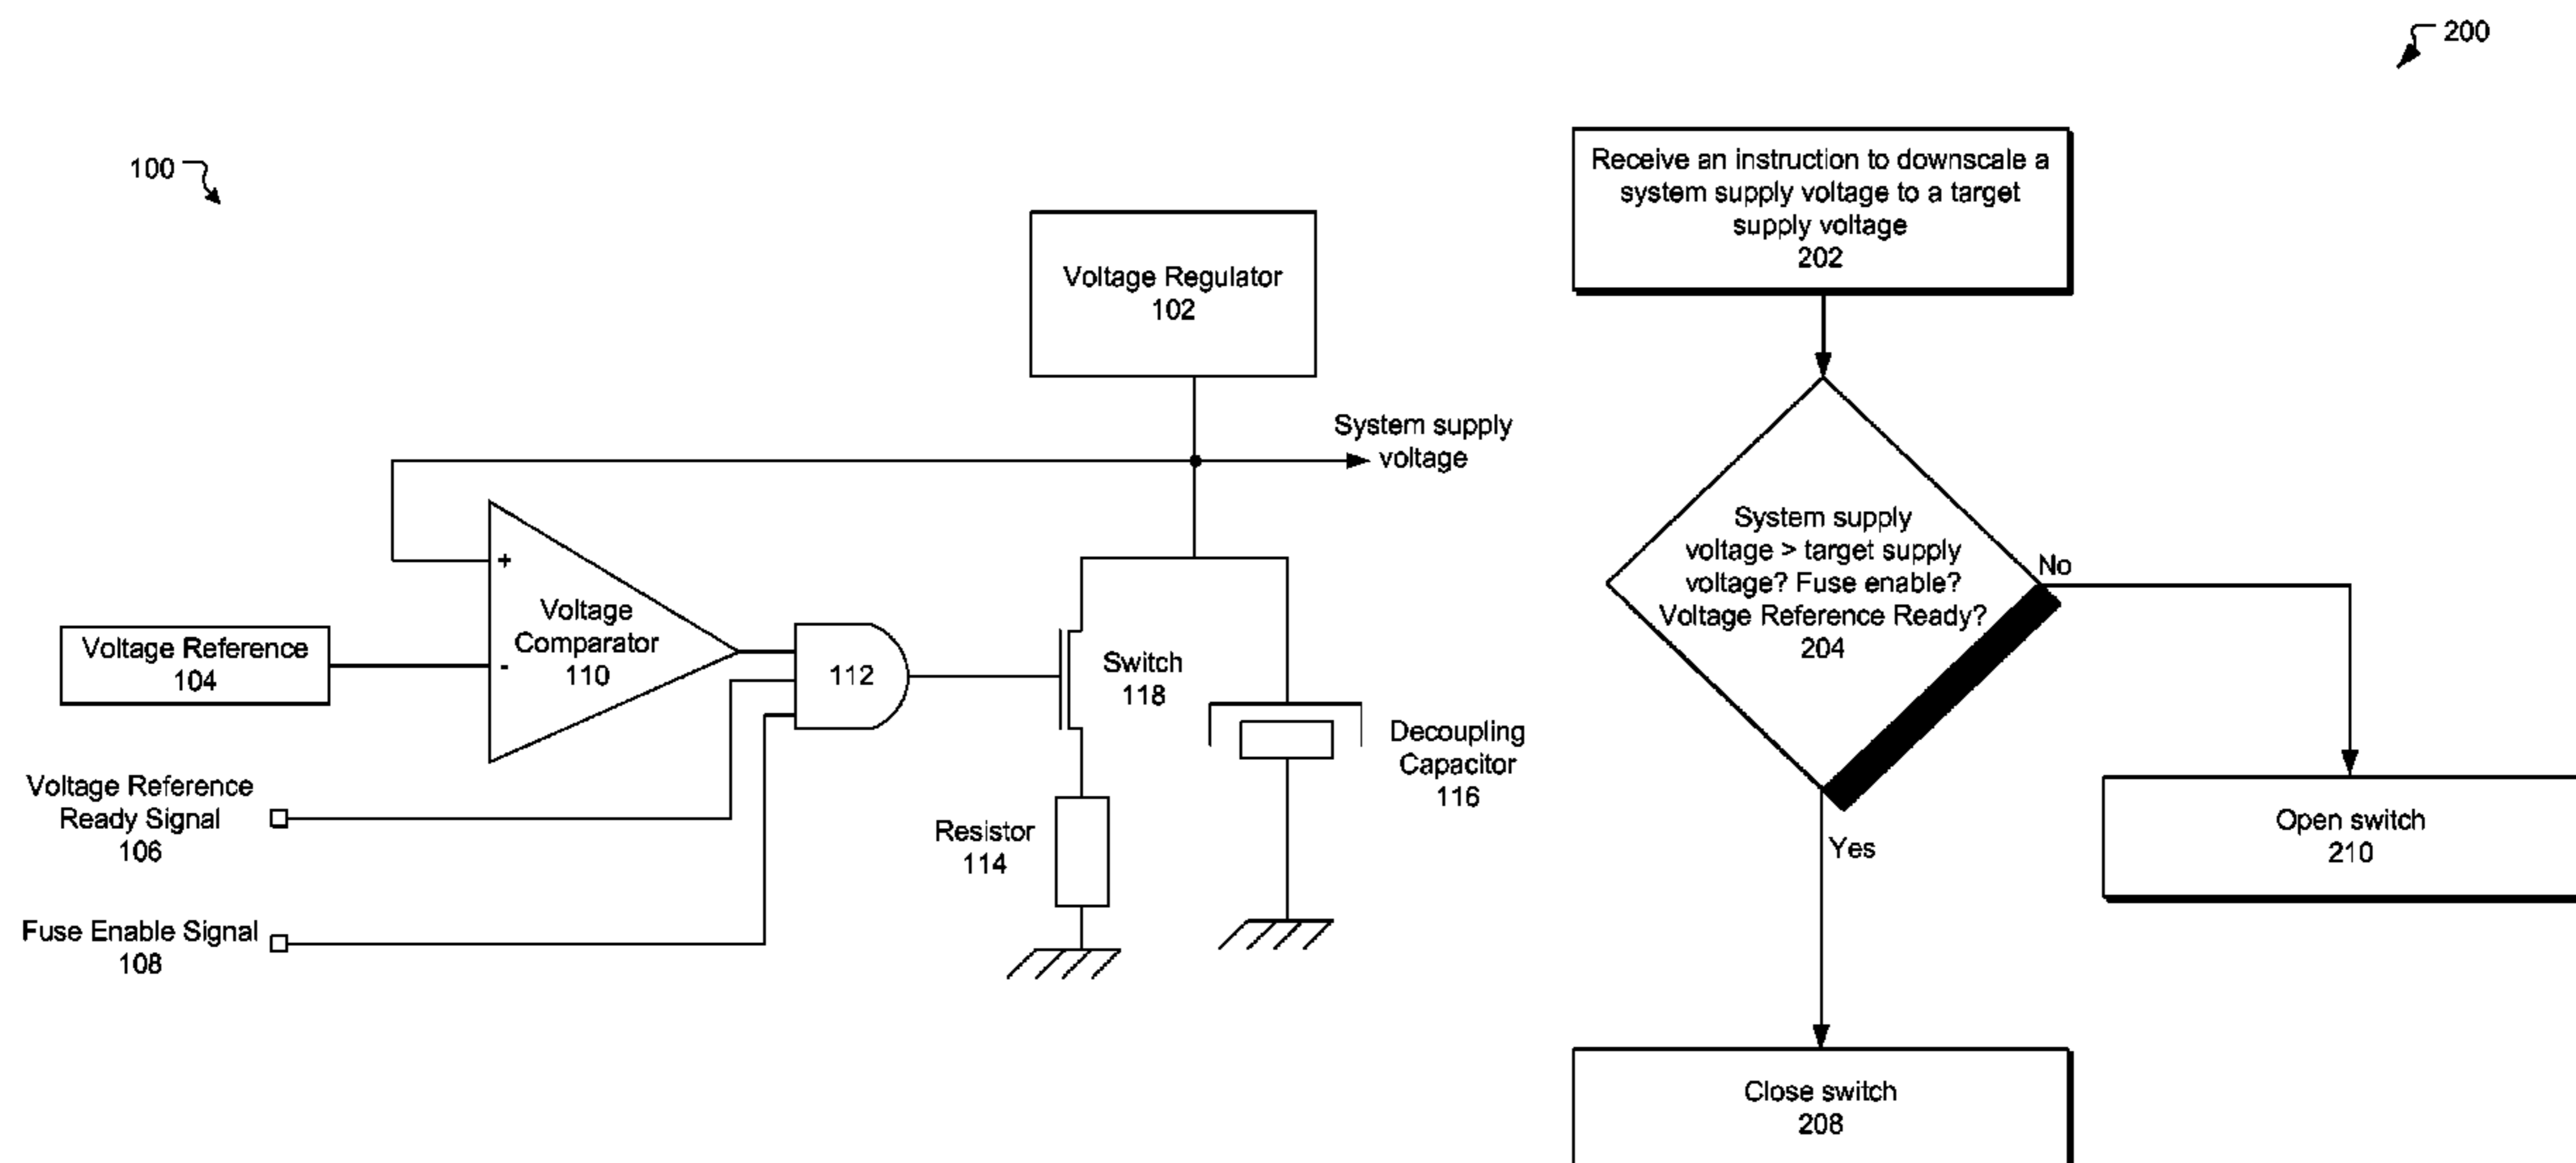 100
Voltage Regulator
102
System supply
voltage
+
-
Voltage
Comparator
110
Voltage Reference
104
112
Switch
118
Decoupling
Capacitor
116
Voltage Reference
Ready Signal
106
Resistor
114
Fuse Enable Signal
108
200
Receive an instruction to downscale a
system supply voltage to a target
supply voltage
202
System supply
voltage > target supply
voltage? Fuse enable?
Voltage Reference Ready?
204
No
Yes
Open switch
210
Close switch
208